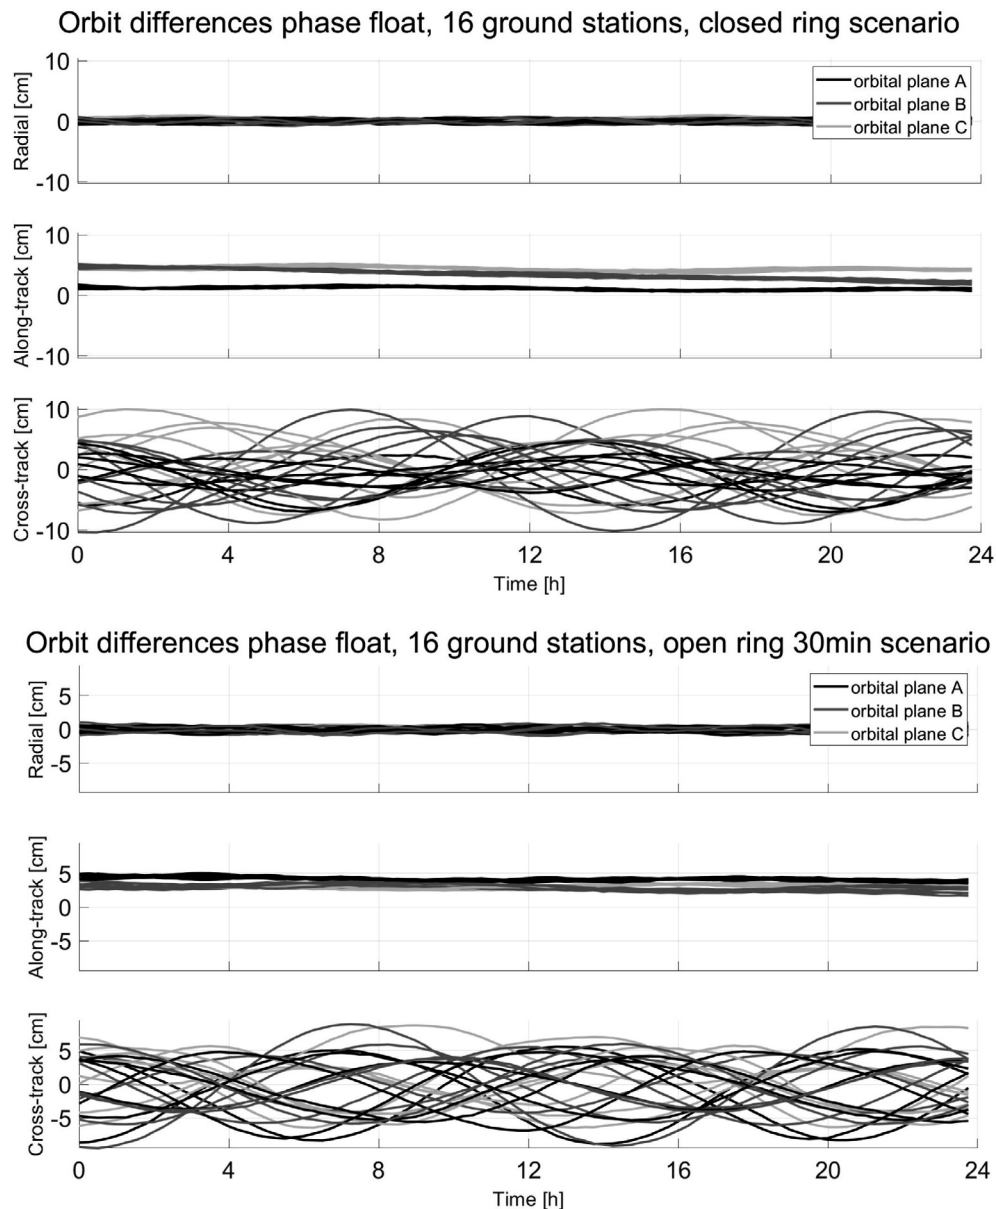 Orbit differences phase float, 16 ground stations, closed ring scenario
10
0
-10
Radial [cm]
orbital plane A
orbital plane B
orbital plane C
10
0
-10
Along-track [cm]
10
5
0
-5
-10
Cross-track [cm]
0 4 8 12 16 20 24
Time [h]
Orbit differences phase float, 16 ground stations, open ring 30min scenario
5
0
-5
Radial [cm]
orbital plane A
orbital plane B
orbital plane C
5
0
-5
Along-track [cm]
5
0
-5
Cross-track [cm]
0 4 8 12 16 20 24
Time [h]